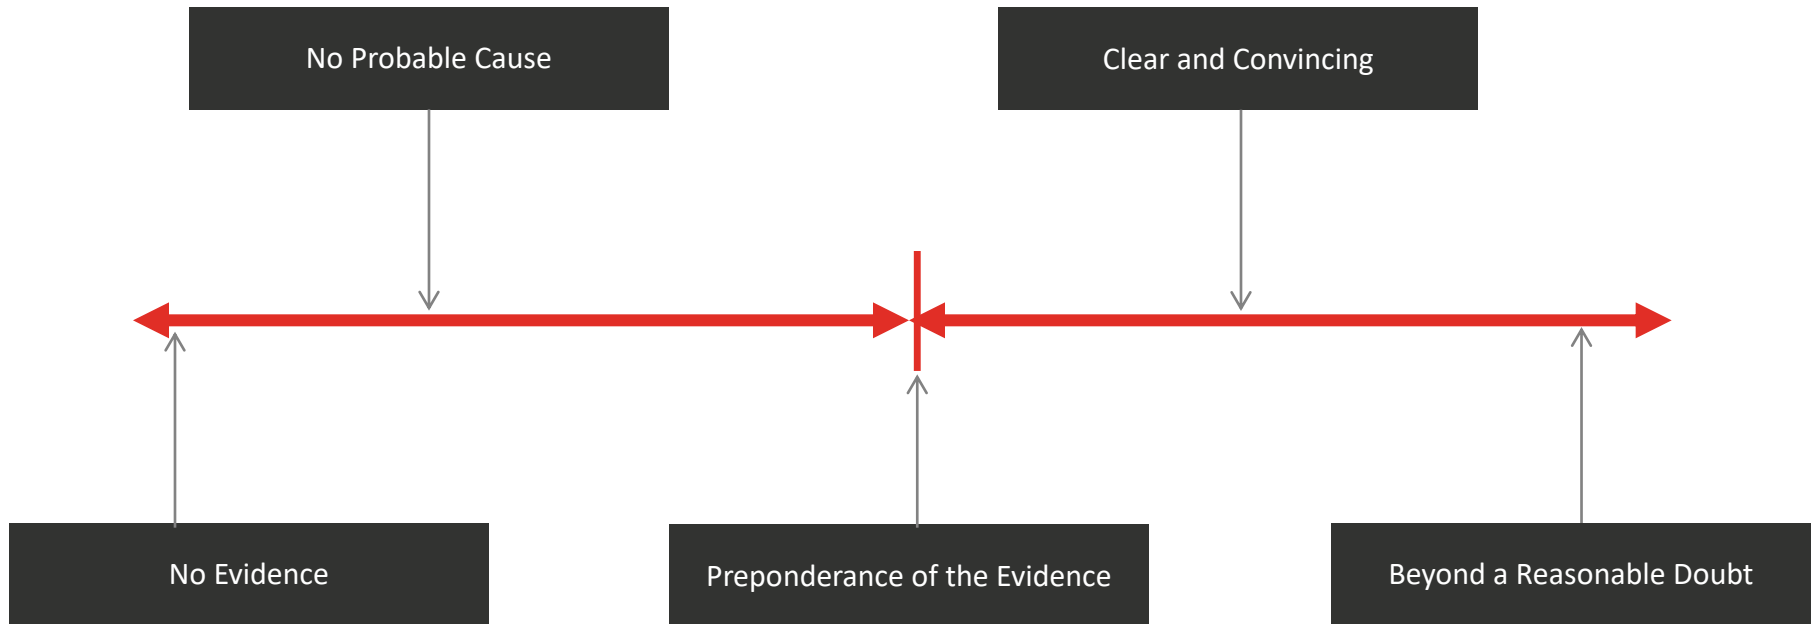 No Probable Cause
Clear and Convincing
No Evidence
Preponderance of the Evidence
Beyond a Reasonable Doubt